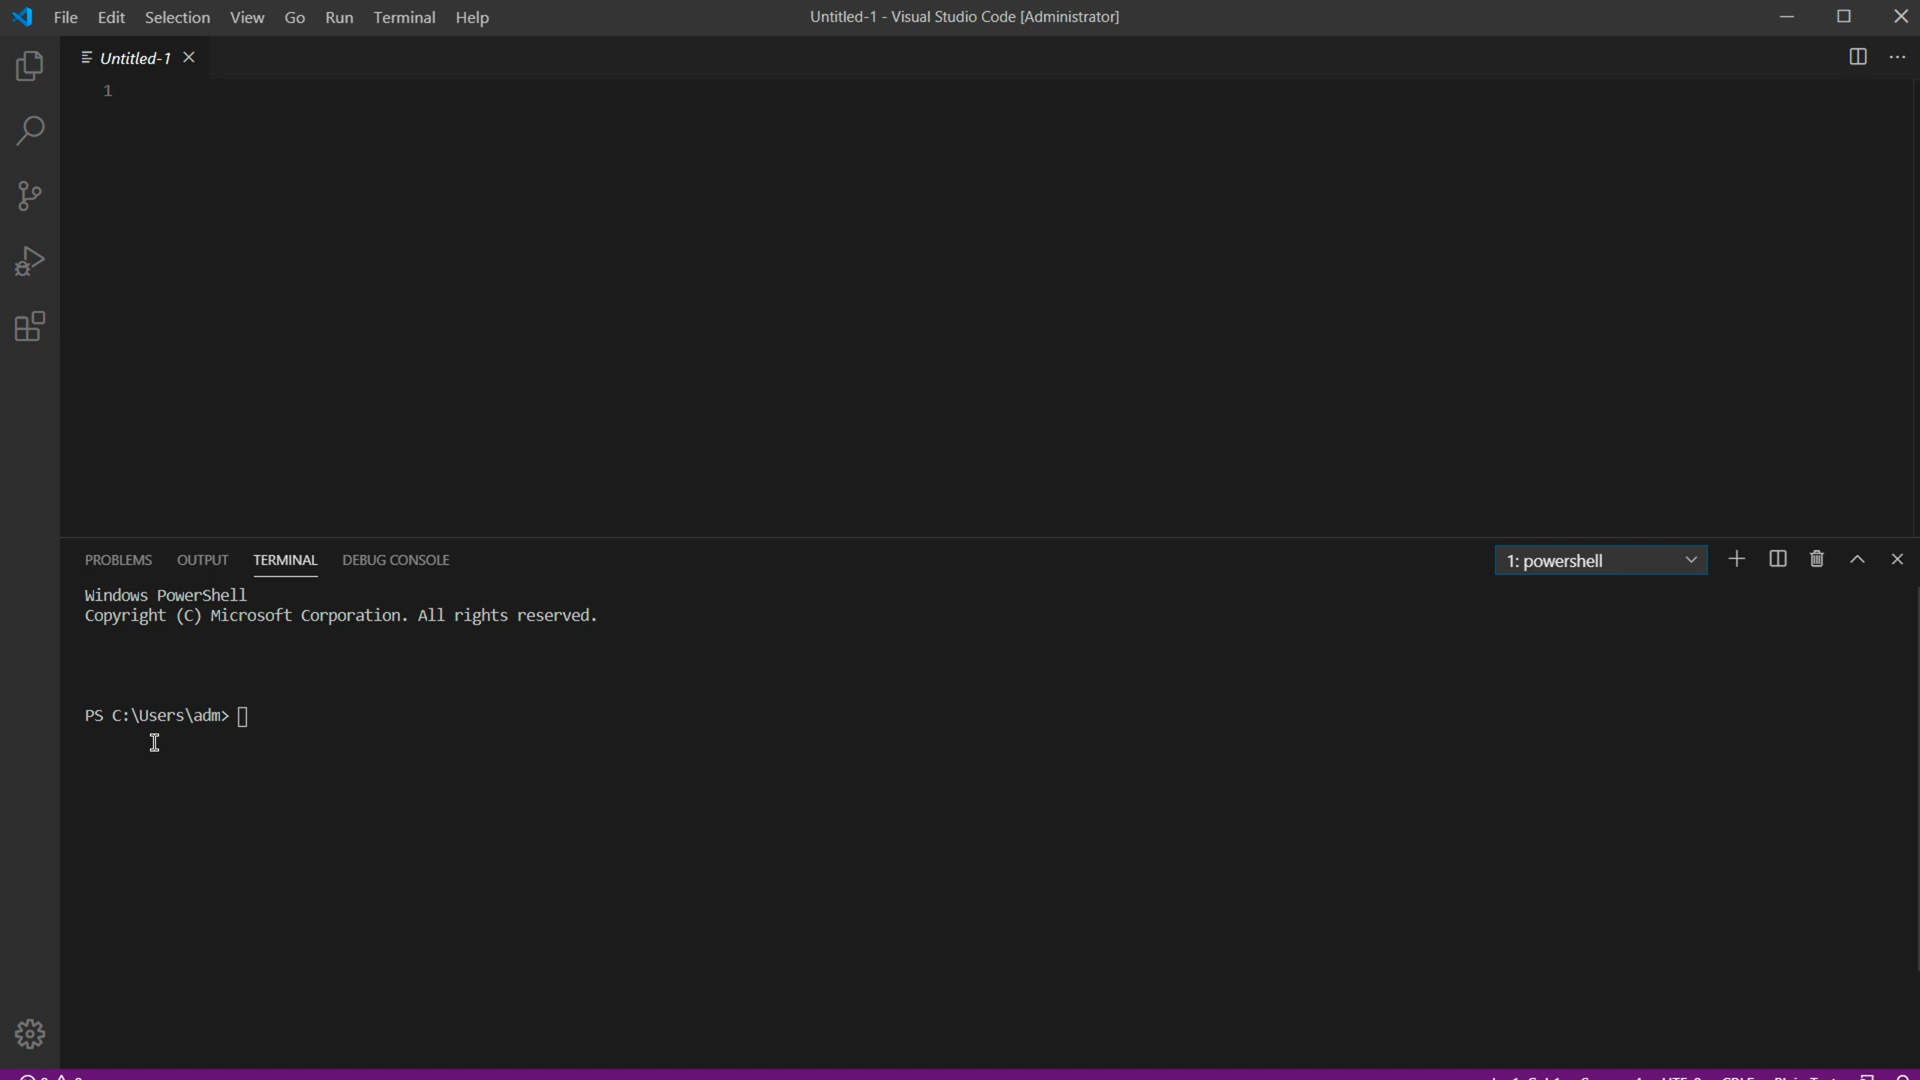 File Edit Selection View Go Run Terminal Help
Untitled-1 - Visual Studio Code [Administrator]
Untitled-1
1
PROBLEMS OUTPUT TERMINAL DEBUG CONSOLE
1: powershell
Windows PowerShell
Copyright (C) Microsoft Corporation. All rights reserved.
PS C:\Users\adm>